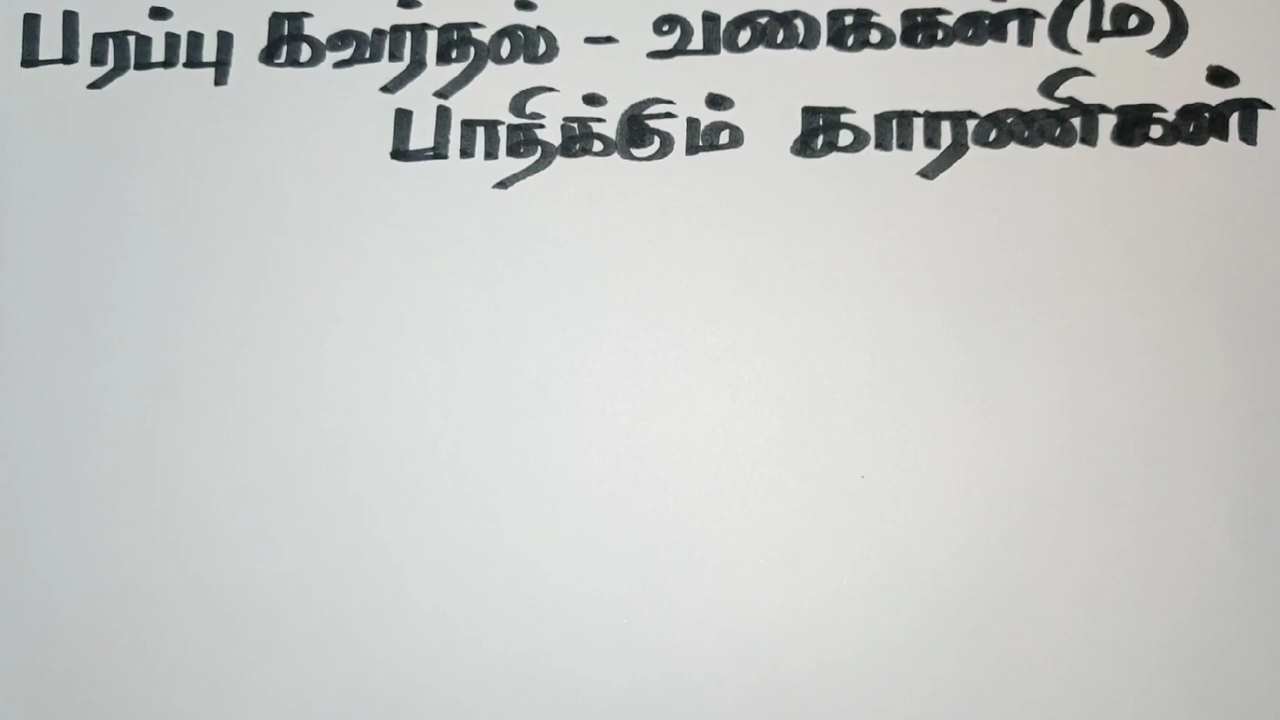 பரப்பு கவர்தல் - வகைகள்(ம)
பாதிக்கும் காரணிகள்